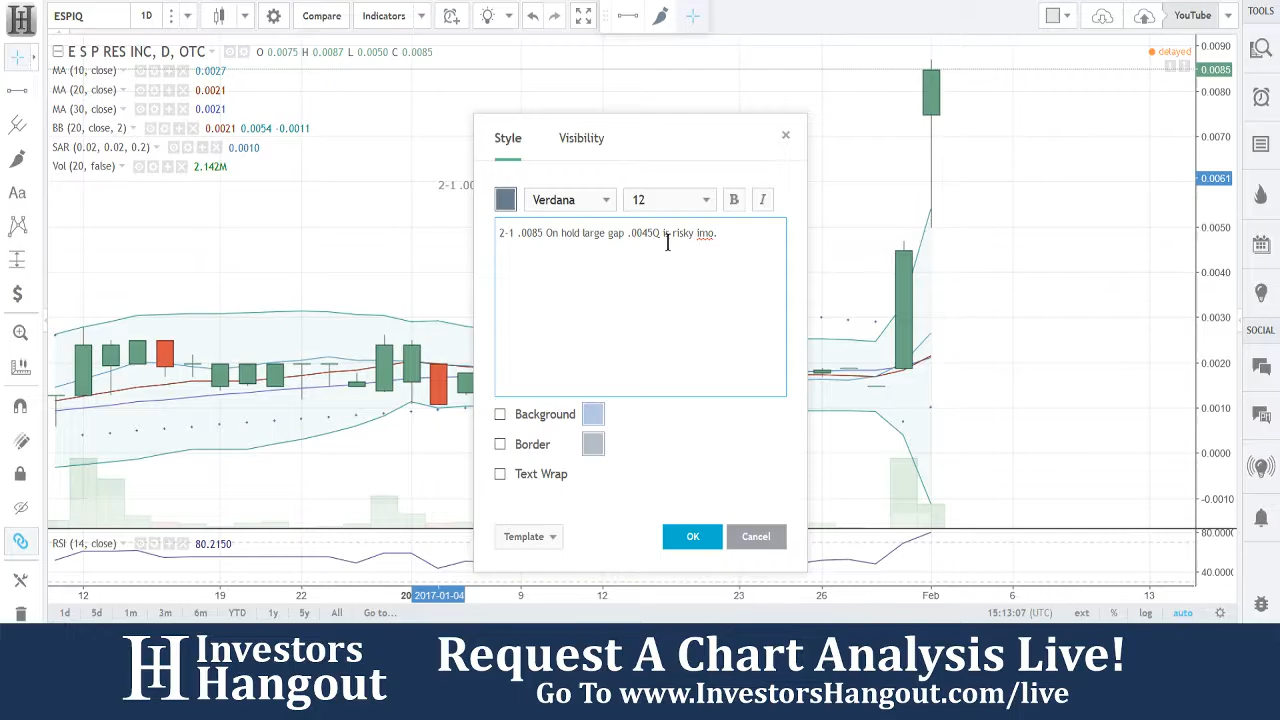 ESPIQ
1D
Compare
Indicators
YouTube
TOOLS
E S P RES INC, D, OTC
O 0.0075 H 0.0087 L 0.0050 C 0.0085
delayed
MA (10, close) 0.0027
MA (20, close) 0.0021
MA (30, close) 0.0021
BB (20, close, 2) 0.0021 0.0054 -0.0011
SAR (0.02, 0.02, 0.2) 0.0010
Vol (20, false) 2.142M
2-1 .00
Style
Visibility
Verdana
12
B
I
2-1 .0085 On hold large gap .0045Q is risky imo.
Background
Border
Text Wrap
Template
OK
Cancel
0.0090
0.0085
0.0080
0.0070
0.0061
0.0040
0.0030
0.0020
0.0010
0.0000
-0.0010
80.0000
40.0000
SOCIAL
RSI (14, close) 80.2150
12
19
22
20
2017-01-04
9
12
23
26
Feb
6
13
1d 5d 1m 3m 6m YTD 1y 5y All Go to...
15:13:07 (UTC) ext % log auto
Investors
Hangout
Request A Chart Analysis Live!
Go To www.InvestorsHangout.com/live